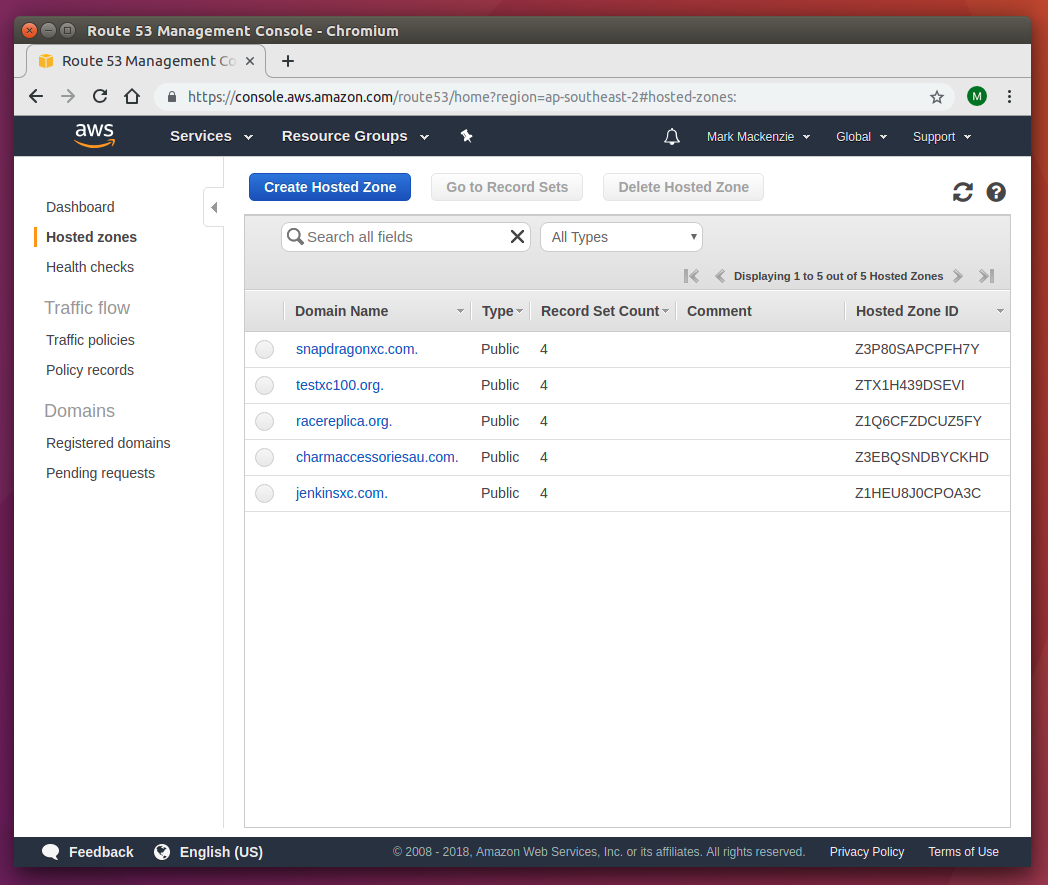 Route 53 Management Console - Chromium
Route 53 Management Co
https://console.aws.amazon.com/route53/home?region=ap-southeast-2#hosted-zones:
M
aws
Services
Resource Groups
Mark Mackenzie
Global
Support
Dashboard
Hosted zones
Health checks
Traffic flow
Traffic policies
Policy records
Domains
Registered domains
Pending requests
Create Hosted Zone
Go to Record Sets
Delete Hosted Zone
Search all fields
All Types
Displaying 1 to 5 out of 5 Hosted Zones
Domain Name Type Record Set Count Comment Hosted Zone ID
snapdragonxc.com. Public 4 Z3P80SAPCPFH7Y
testxc100.org. Public 4 ZTX1H439DSEVI
racereplica.org. Public 4 Z1Q6CFZDCUZ5FY
charmaccessoriesau.com. Public 4 Z3EBQSNDBYCKHD
jenkinsxc.com. Public 4 Z1HEU8J0CPOA3C
Feedback
English (US)
© 2008 - 2018, Amazon Web Services, Inc. or its affiliates. All rights reserved.
Privacy Policy
Terms of Use